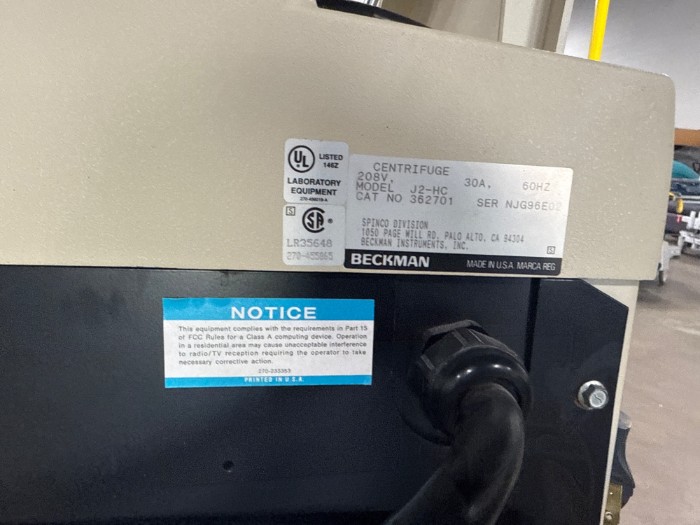 UL LISTED
146Z
LABORATORY
EQUIPMENT
CENTRIFUGE
208V, 30A, 60HZ
MODEL J2-HC
CAT NO 362701 SER NJG96E02
SPINCO DIVISION
1050 PAGE MILL RD. PALO ALTO, CA 94304
BECKMAN INSTRUMENTS, INC.
S
SA
LR35648
270-455865
S
BECKMAN MADE IN U.S.A. MARCA REG
NOTICE
This equipment complies with the requirements in Part 15
of FCC Rules for a Class A computing device. Operation
in a residential area may cause unacceptable interference
to radio/TV reception requiring the operator to take
necessary corrective action.
PRINTED IN U.S.A.